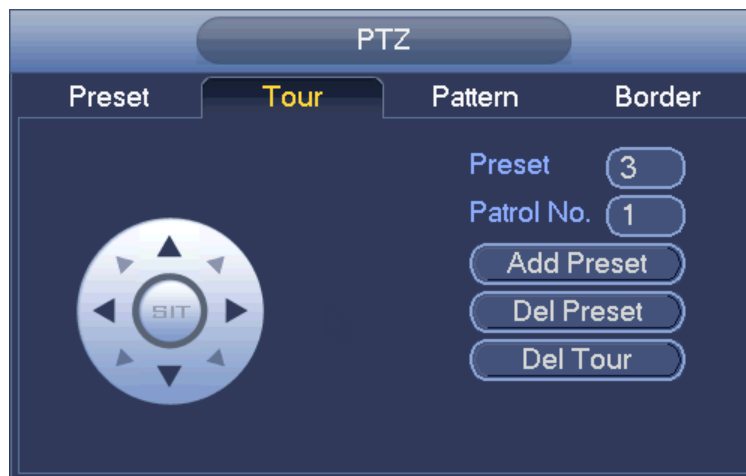 PTZ
Preset Tour Pattern Border
Preset 3
Patrol No. 1
Add Preset
SIT
Del Preset
Del Tour